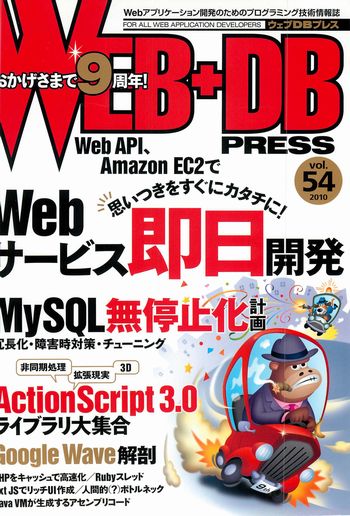 Webアプリケーション開発のためのプログラミング技術情報誌
FOR ALL WEB APPLICATION DEVELOPERS
ウェブDBプレス
おかげさまで9周年!
WEB+DB
PRESS
vol.
54
2010
Web API、
Amazon EC2で
思いつきをすぐにカタチに!
Web
サービス即日開発
MySQL無停止化計画
冗長化・障害時対策・チューニング
非同期処理
拡張現実
3D
ActionScript 3.0
ライブラリ大集合
Google Wave解剖
PHPをキャッシュで高速化/Rubyスレッド
Ext JSでリッチUI作成/人間的(?)ボトルネック
Java VMが生成するアセンブリコード